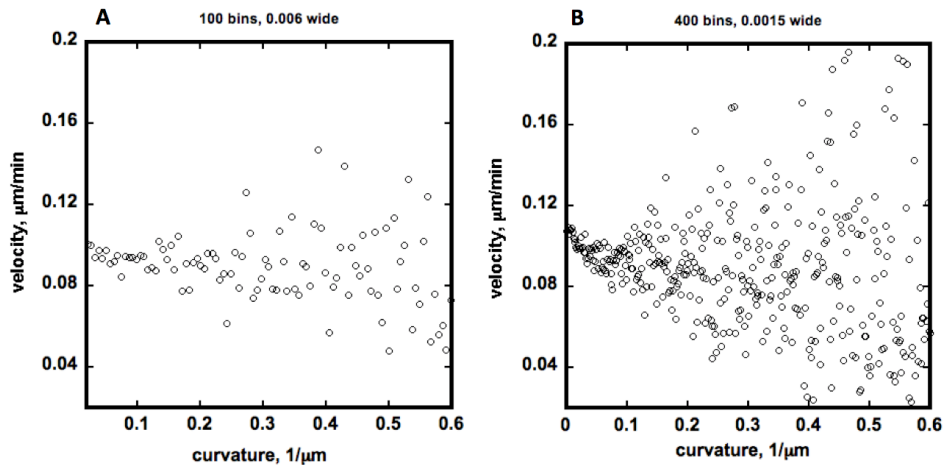 A
100 bins, 0.006 wide
0.2
0.16
0.12
0.08
0.04
velocity, μm/min
0.1
0.2
0.3
0.4
0.5
0.6
curvature, 1/μm
B
400 bins, 0.0015 wide
0.2
0.16
0.12
0.08
0.04
velocity, μm/min
0
0.1
0.2
0.3
0.4
0.5
0.6
curvature, 1/μm